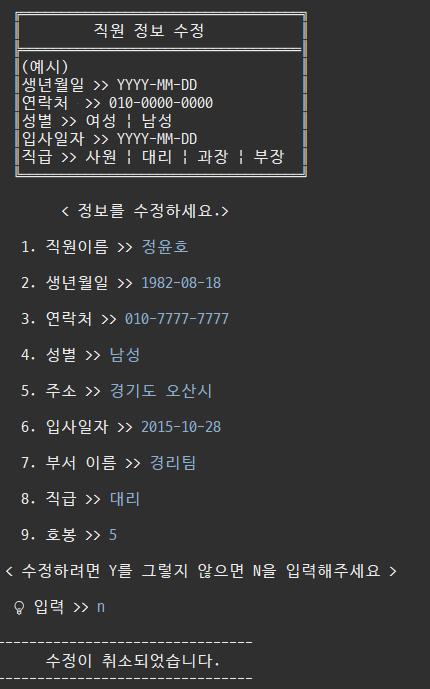 직원 정보 수정
(예시)
생년월일 >> YYYY-MM-DD
연락처 >> 010-0000-0000
성별 >> 여성 ¦ 남성
입사일자 >> YYYY-MM-DD
직급 >> 사원 ¦ 대리 ¦ 과장 ¦ 부장
< 정보를 수정하세요.>
1. 직원이름 >> 정윤호
2. 생년월일 >> 1982-08-18
3. 연락처 >> 010-7777-7777
4. 성별 >> 남성
5. 주소 >> 경기도 오산시
6. 입사일자 >> 2015-10-28
7. 부서 이름 >> 경리팀
8. 직급 >> 대리
9. 호봉 >> 5
< 수정하려면 Y를 그렇지 않으면 N을 입력해주세요 >
입력 >> n
수정이 취소되었습니다.